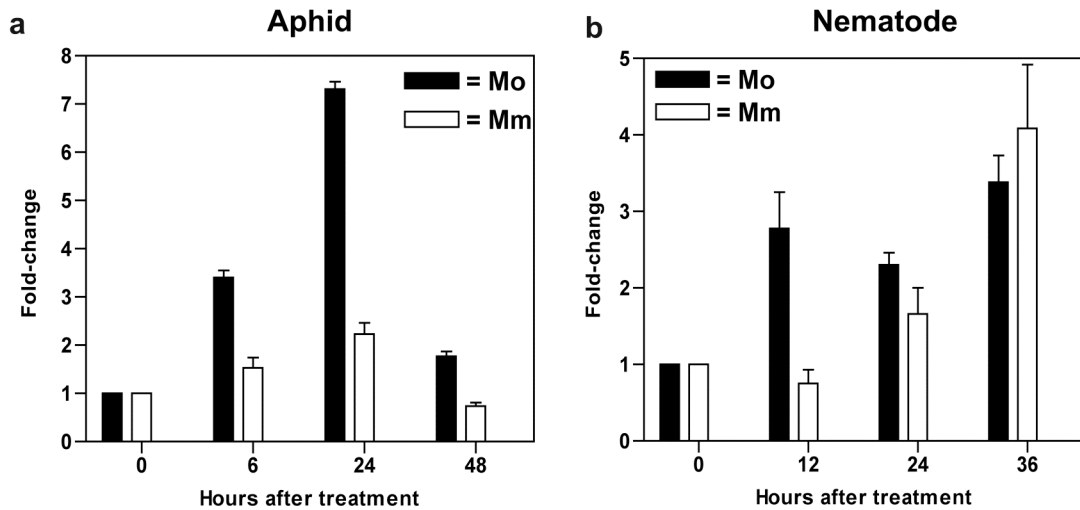 a
Aphid
8
7
6
5
4
3
2
1
0
Fold-change
= Mo
= Mm
0 6 24 48
Hours after treatment
b
Nematode
5
4
3
2
1
0
Fold-change
= Mo
= Mm
0 12 24 36
Hours after treatment